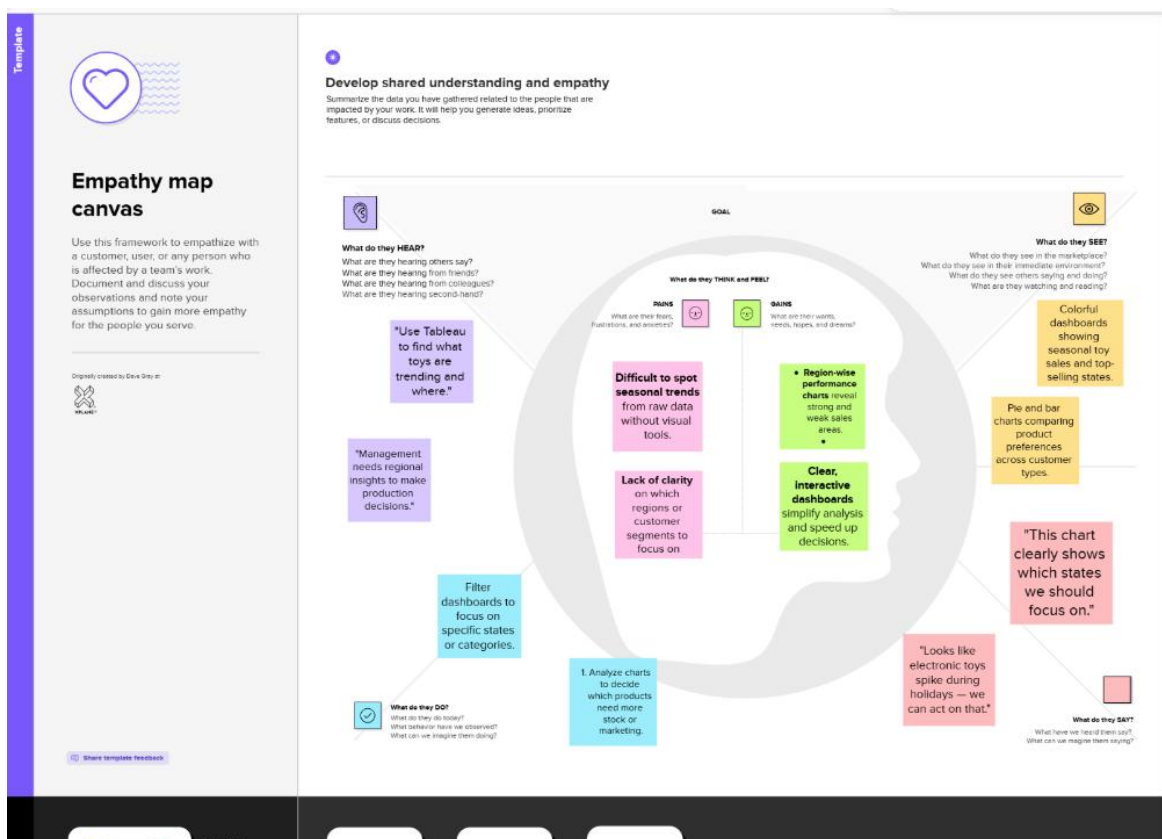 Template
Empathy map
canvas
Use this framework to empathize with
a customer, user, or any person who
is affected by a team's work.
Document and discuss your
observations and note your
assumptions to gain more empathy
for the people you serve.
Originally created by Dave Gray at
XPLANE
Share template feedback
Develop shared understanding and empathy
Summarize the data you have gathered related to the people that are
impacted by your work. It will help you generate ideas, prioritize
features, or discuss decisions.
GOAL
What do they HEAR?
What are they hearing others say?
What are they hearing from friends?
What are they hearing from colleagues?
What are they hearing second-hand?
"Use Tableau
to find what
toys are
trending and
where."
"Management
needs regional
insights to make
production
decisions."
What do they THINK and FEEL?
PAINS
What are their fears,
frustrations, and anxieties?
GAINS
What are their wants,
needs, hopes, and dreams?
Difficult to spot
seasonal trends
from raw data
without visual
tools.
Lack of clarity
on which
regions or
customer
segments to
focus on
• Region-wise
performance
charts reveal
strong and
weak sales
areas.
•
Clear,
interactive
dashboards
simplify analysis
and speed up
decisions.
What do they SEE?
What do they see in the marketplace?
What do they see in their immediate environment?
What do they see others saying and doing?
What are they watching and reading?
Colorful
dashboards
showing
seasonal toy
sales and top-
selling states.
Pie and bar
charts comparing
product
preferences
across customer
types.
Filter
dashboards to
focus on
specific states
or categories.
1. Analyze charts
to decide
which products
need more
stock or
marketing.
What do they DO?
What do they do today?
What behavior have we observed?
What can we imagine them doing?
"This chart
clearly shows
which states
we should
focus on."
"Looks like
electronic toys
spike during
holidays — we
can act on that."
What do they SAY?
What have we heard them say?
What can we imagine them saying?